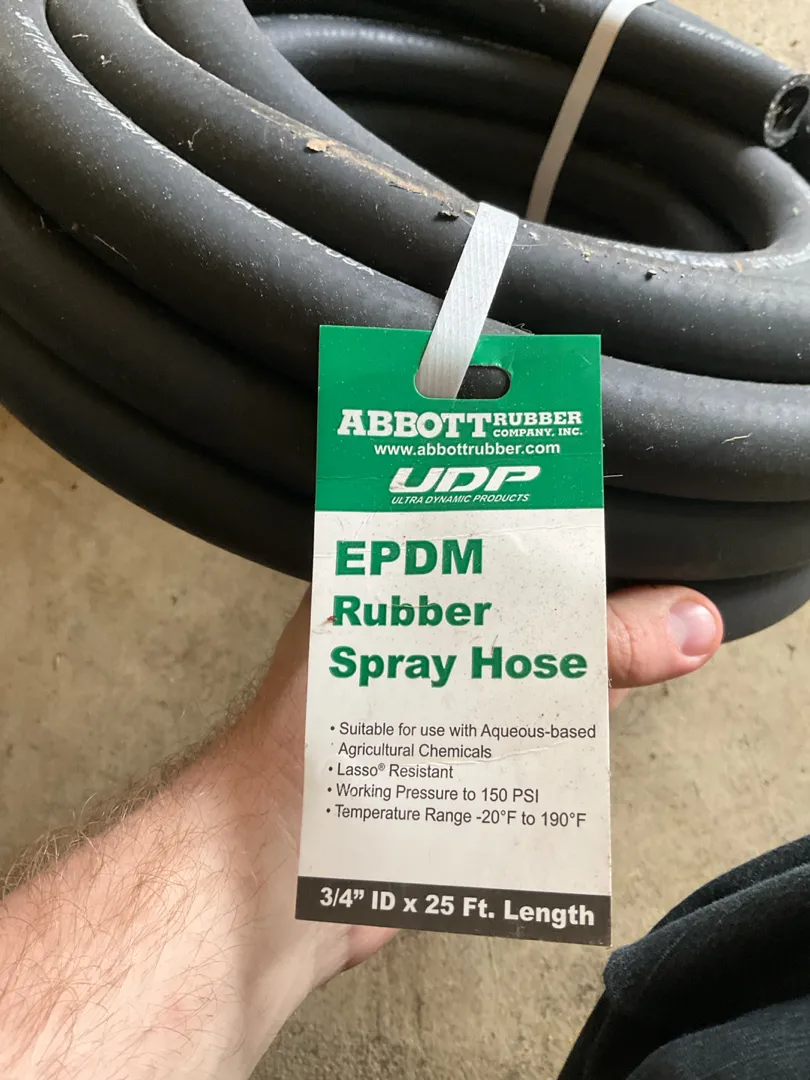 ABBOTT RUBBER
COMPANY, INC.
www.abbottrubber.com
UDP
ULTRA DYNAMIC PRODUCTS
EPDM
Rubber
Spray Hose
• Suitable for use with Aqueous-based
Agricultural Chemicals
• Lasso® Resistant
• Working Pressure to 150 PSI
• Temperature Range -20°F to 190°F
3/4” ID x 25 Ft. Length